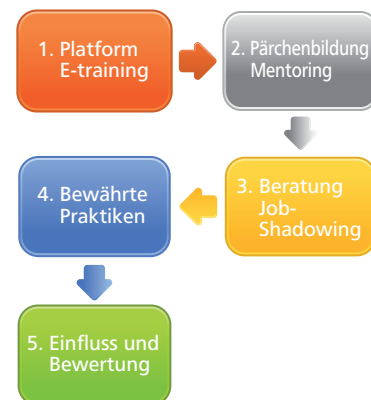 1. Platform
E-training
2. Pärchenbildung
Mentoring
3. Beratung
Job-
Shadowing
4. Bewährte
Praktiken
5. Einfluss und
Bewertung